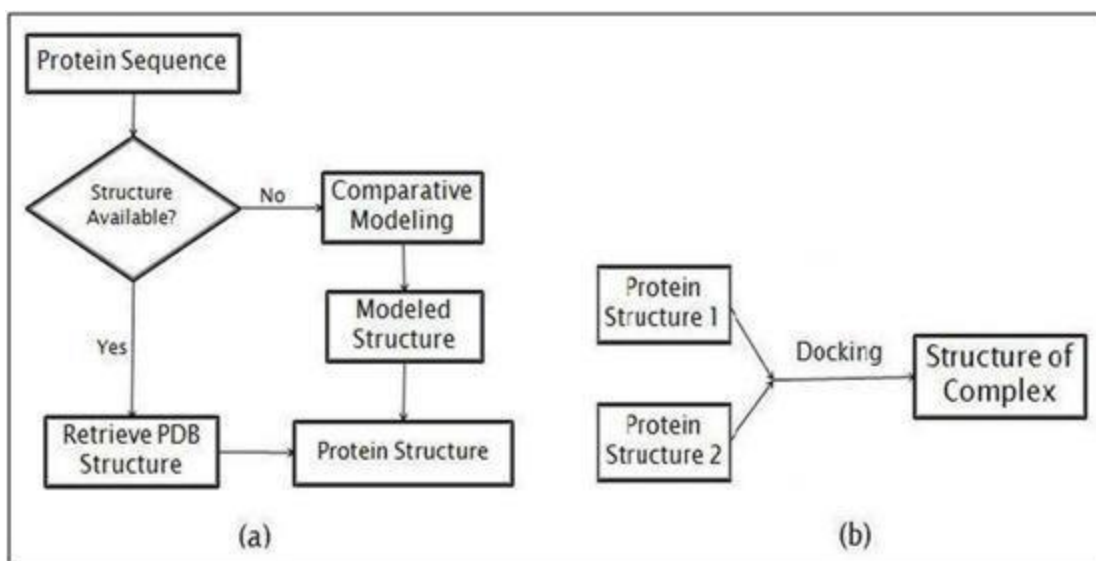 Protein Sequence
Structure
Available?
No
Comparative
Modeling
Modeled
Structure
Yes
Retrieve PDB
Structure
Protein Structure
(a)
Protein
Structure 1
Docking
Structure of
Complex
Protein
Structure 2
(b)